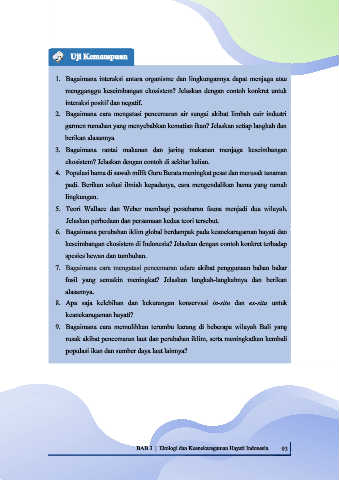 Uji Kemampuan
1. Bagaimana interaksi antara organisme dan lingkungannya dapat menjaga atau
mengganggu keseimbangan ekosistem? Jelaskan dengan contoh konkret untuk
interaksi positif dan negatif.
2. Bagaimana cara mengatasi pencemaran air sungai akibat limbah cair industri
garmen rumahan yang menyebabkan kematian ikan? Jelaskan setiap langkah dan
berikan alasannya
3. Bagaimana rantai makanan dan jaring makanan menjaga keseimbangan
ekosistem? Jelaskan dengan contoh di sekitar kalian.
4. Populasi hama di sawah milik Guru Barata meningkat pesat dan merusak tanaman
padi. Berikan solusi ilmiah kepadanya, cara mengendalikan hama yang ramah
lingkungan.
5. Teori Wallace dan Weber membagi persebaran fauna menjadi dua wilayah,
Jelaskan perbedaan dan persamaan kedua teori tersebut.
6. Bagaimana perubahan iklim global berdampak pada keanekaragaman hayati dan
keseimbangan ekosistem di Indonesia? Jelaskan dengan contoh konkret terhadap
spesies hewan dan tumbuhan.
7. Bagaimana cara mengatasi pencemaran udara akibat penggunaan bahan bakar
fosil yang semakin meningkat? Jelaskan langkah-langkahnya dan berikan
alasannya.
8. Apa saja kelebihan dan kekurangan konservasi in-situ dan ex-situ untuk
keanekaragaman hayati?
9. Bagaimana cara memulihkan terumbu karang di beberapa wilayah Bali yang
rusak akibat pencemaran laut dan perubahan iklim, serta meningkatkan kembali
populasi ikan dan sumber daya laut lainnya?
Ekologi dan Keanekaragaman Hayati Indonesia